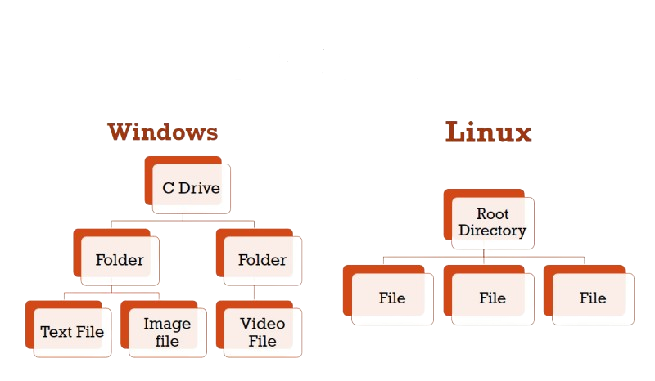 Windows
C Drive
Folder
Folder
Text File
Image
file
Video
File
Linux
Root
Directory
File
File
File